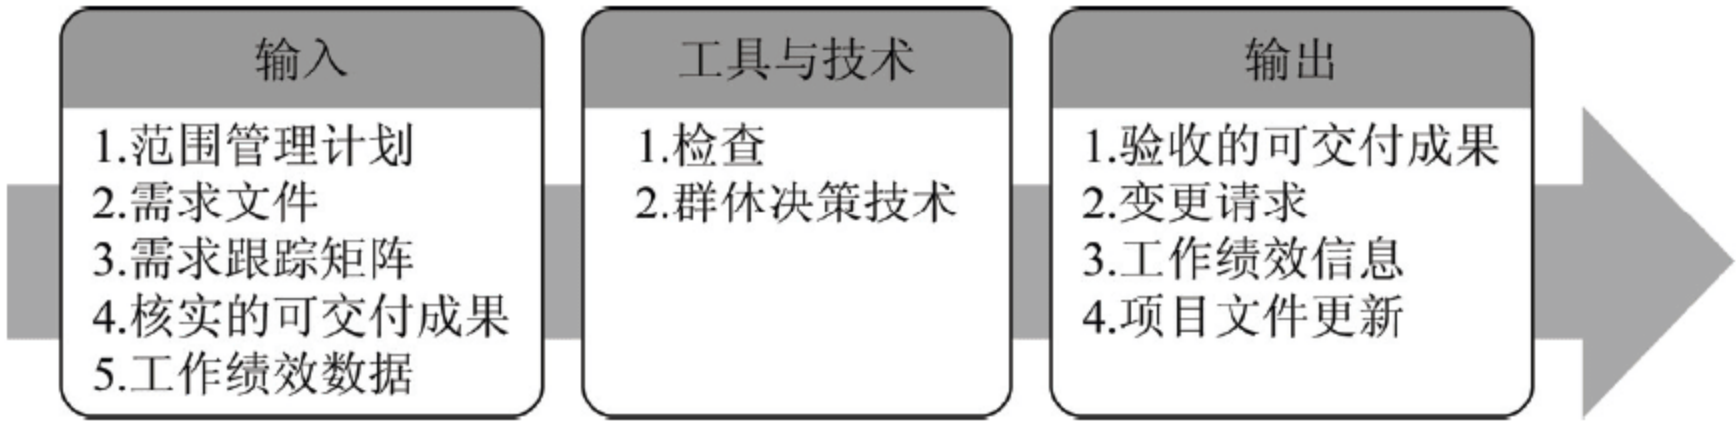 输入
1.范围管理计划
2.需求文件
3.需求跟踪矩阵
4.核实的可交付成果
5.工作绩效数据
工具与技术
1.检查
2.群体决策技术
输出
1.验收的可交付成果
2.变更请求
3.工作绩效信息
4.项目文件更新